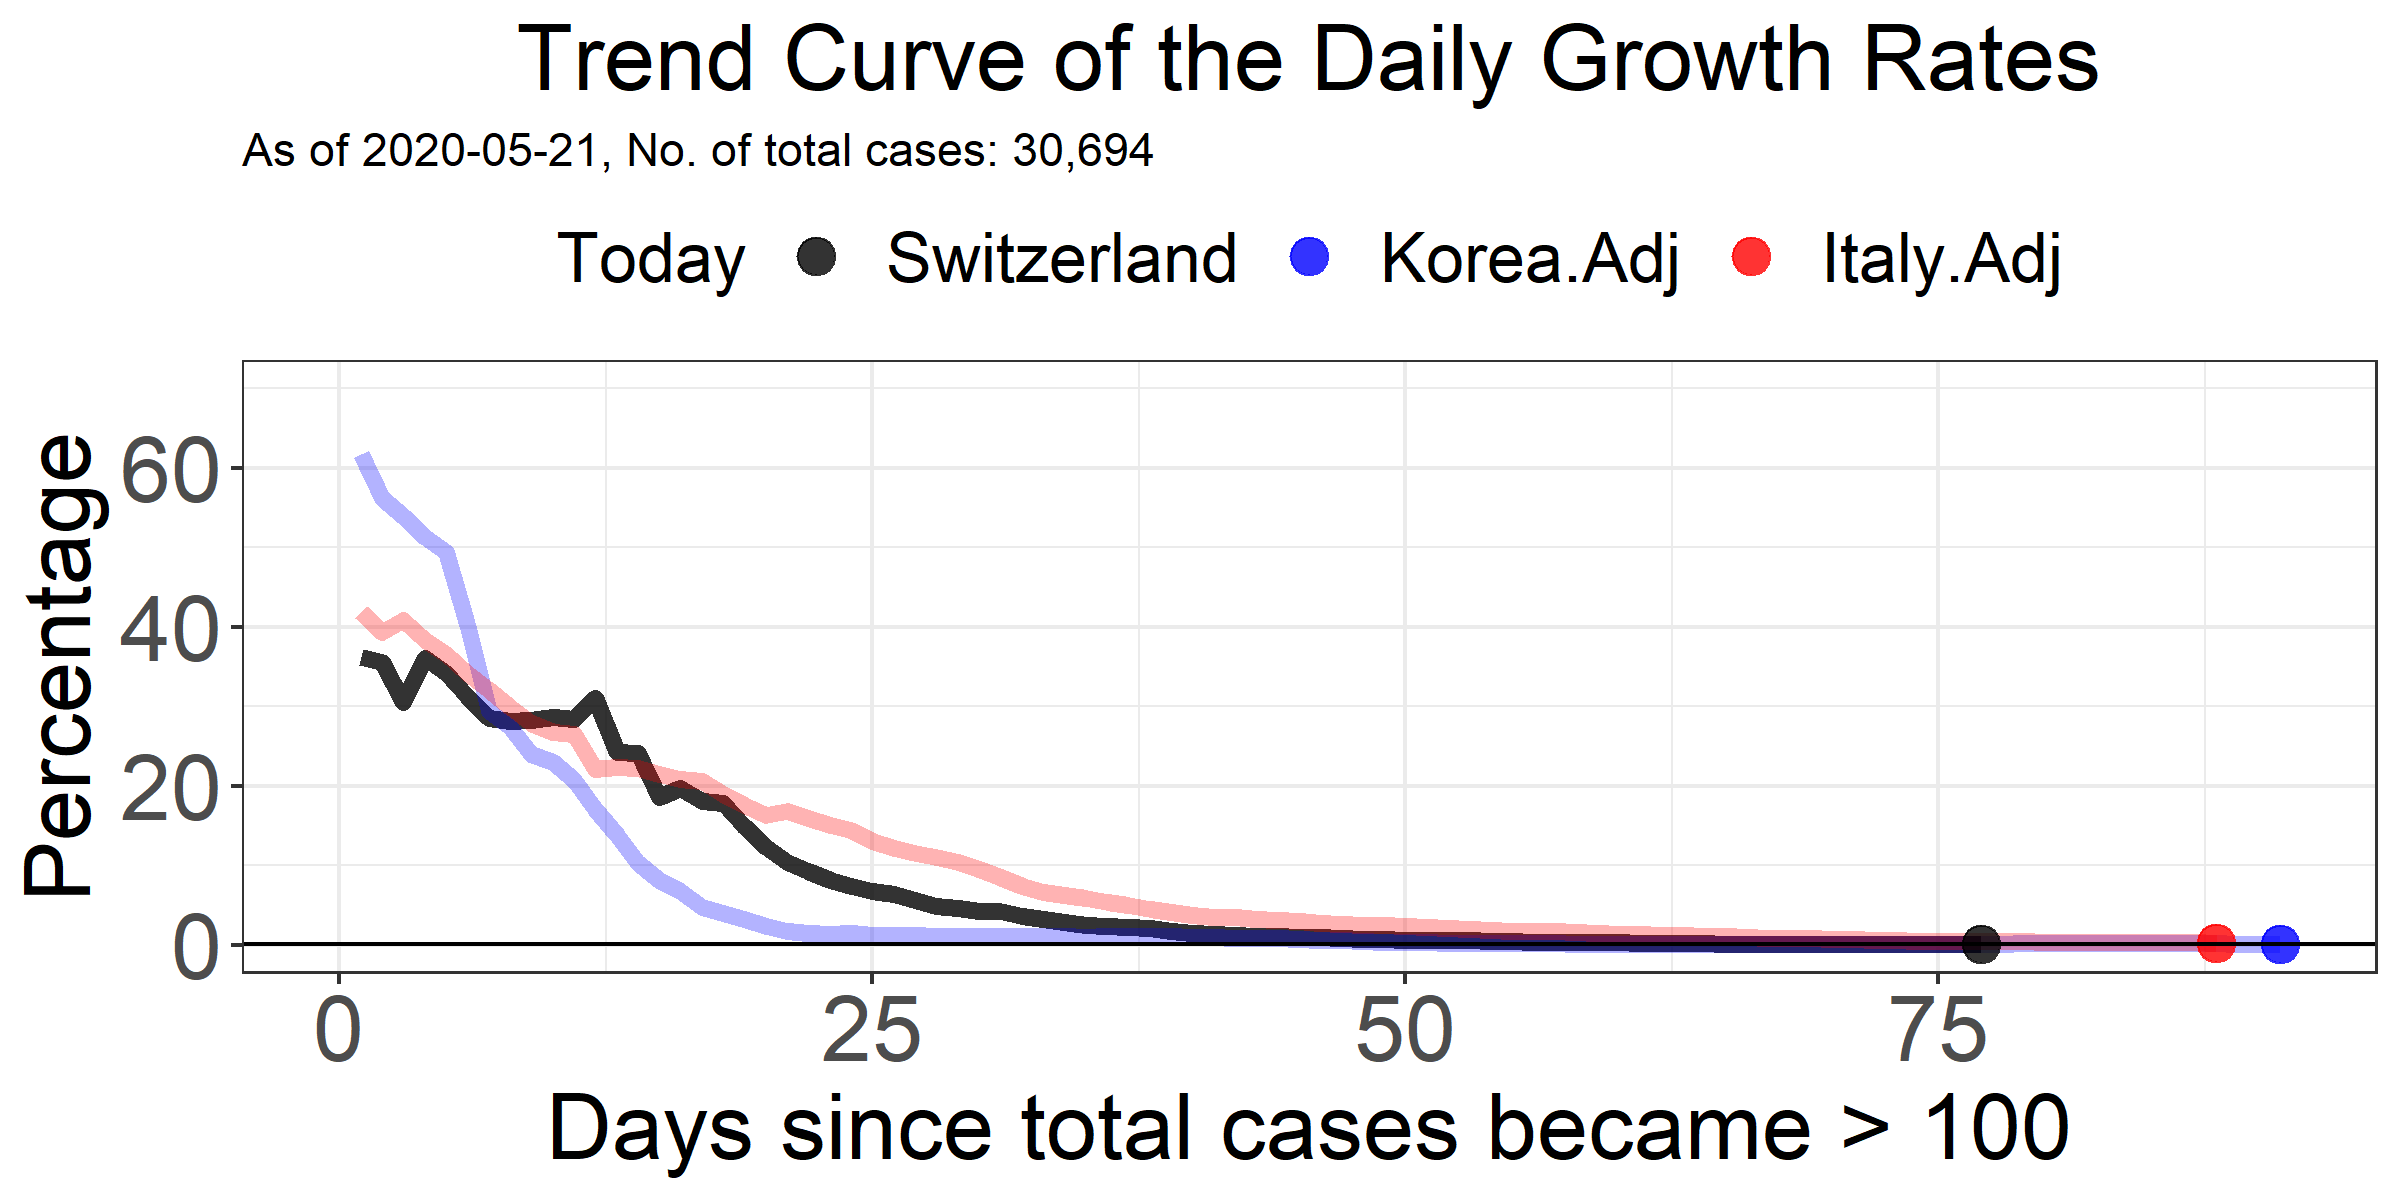 Trend Curve of the Daily Growth Rates
As of 2020-05-21, No. of total cases: 30,694
Today Switzerland Korea.Adj Italy.Adj
Percentage
60
40
20
0
0 25 50 75
Days since total cases became > 100